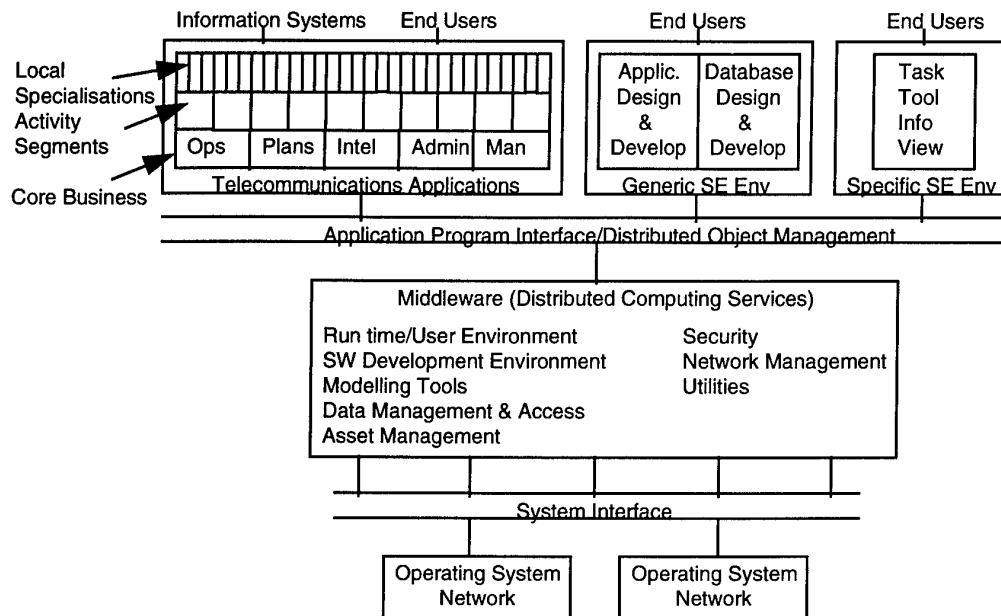 Information Systems End Users End Users End Users
Local
Specialisations
Activity
Segments
Core Business
Ops Plans Intel Admin Man
Telecommunications Applications
Applic.
Design
&
Develop
Database
Design
&
Develop
Generic SE Env
Task
Tool
Info
View
Specific SE Env
Application Program Interface/Distributed Object Management
Middleware (Distributed Computing Services)
Run time/User Environment
SW Development Environment
Modelling Tools
Data Management & Access
Asset Management
Security
Network Management
Utilities
System Interface
Operating System
Network
Operating System
Network